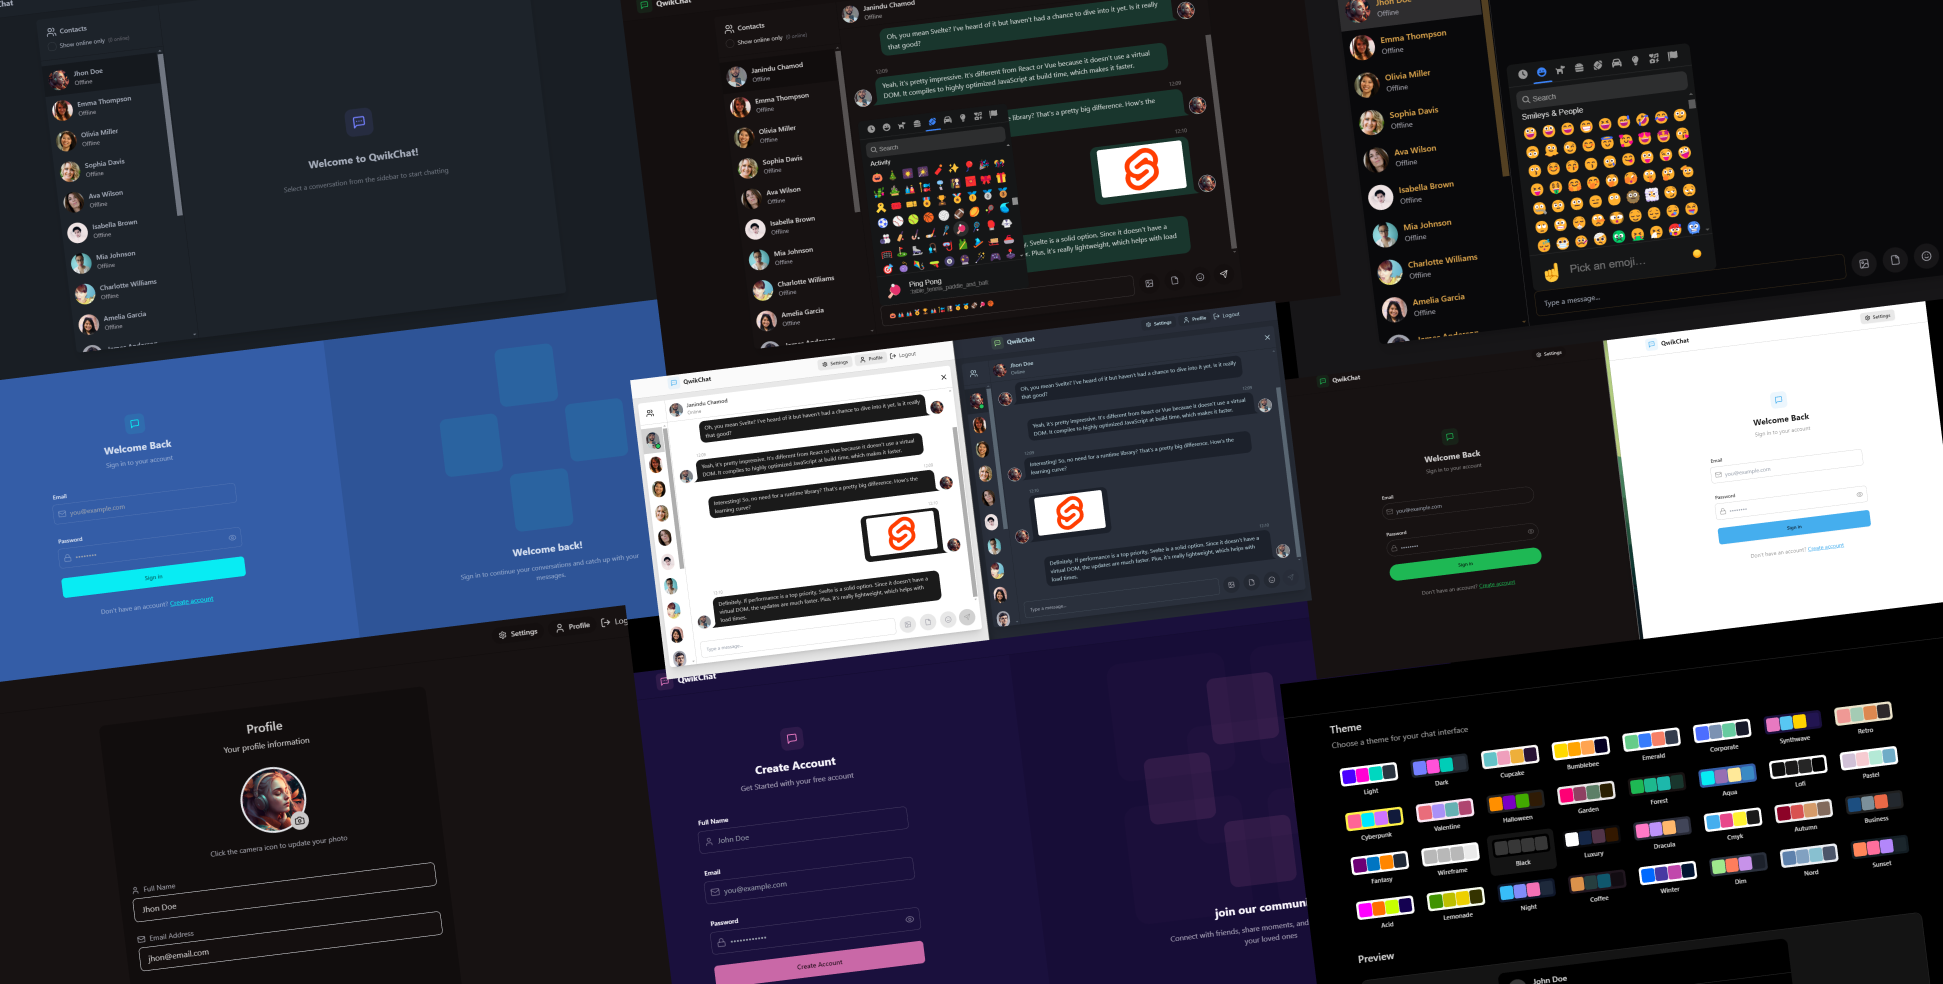 Chat
Contacts
Show online only (0 online)
Jhon Doe
Offline
Emma Thompson
Offline
Olivia Miller
Offline
Sophia Davis
Offline
Ava Wilson
Offline
Isabella Brown
Offline
Mia Johnson
Offline
Charlotte Williams
Offline
Amelia Garcia
Offline
James Anderson
Welcome to QwikChat!
Select a conversation from the sidebar to start chatting
QwikChat
Contacts
Show online only (0 online)
Janindu Chamod
Offline
Emma Thompson
Offline
Olivia Miller
Offline
Sophia Davis
Offline
Ava Wilson
Offline
Isabella Brown
Offline
Mia Johnson
Offline
Charlotte Williams
Offline
Amelia Garcia
Offline
Janindu Chamod
Offline
Oh, you mean Svelte? I've heard of it but haven't had a chance to dive into it yet. Is it really
that good?
12:09
Yeah, it's pretty impressive. It's different from React or Vue because it doesn't use a virtual
DOM. It compiles to highly optimized JavaScript at build time, which makes it faster.
12:09
library? That's a pretty big difference. How's the
12:10
Svelte is a solid option. Since it doesn't have a
Plus, it's really lightweight, which helps with load
Search
Activity
Ping Pong
table_tennis_paddle_and_ball
Jhon Doe
Offline
Emma Thompson
Offline
Olivia Miller
Offline
Sophia Davis
Offline
Ava Wilson
Offline
Isabella Brown
Offline
Mia Johnson
Offline
Charlotte Williams
Offline
Amelia Garcia
Offline
James Anderson
Search
Smileys & People
Pick an emoji...
Type a message...
Welcome Back
Sign in to your account
Email
you@example.com
Password
Sign in
Don't have an account? Create account
Welcome back!
Sign in to continue your conversations and catch up with your
messages.
QwikChat
Settings
Profile
Logout
Janindu Chamod
Online
Oh, you mean Svelte? I've heard of it but haven't had a chance to dive into it yet. Is it really
that good?
12:09
Yeah, it's pretty impressive. It's different from React or Vue because it doesn't use a virtual
DOM. It compiles to highly optimized JavaScript at build time, which makes it faster.
12:09
Interesting! So, no need for a runtime library? That's a pretty big difference. How's the
learning curve?
12:10
12:10
Definitely. If performance is a top priority, Svelte is a solid option. Since it doesn't have a
virtual DOM, the updates are much faster. Plus, it's really lightweight, which helps with
load times.
Type a message...
QwikChat
Settings
Profile
Logout
Jhon Doe
Online
Oh, you mean Svelte? I've heard of it but haven't had a chance to dive into it yet. Is it really
that good?
12:09
Yeah, it's pretty impressive. It's different from React or Vue because it doesn't use a virtual
DOM. It compiles to highly optimized JavaScript at build time, which makes it faster.
12:09
Interesting! So, no need for a runtime library? That's a pretty big difference. How's the
learning curve?
12:10
12:10
Definitely. If performance is a top priority, Svelte is a solid option. Since it doesn't have a
virtual DOM, the updates are much faster. Plus, it's really lightweight, which helps with
load times.
Type a message...
QwikChat
Settings
Welcome Back
Sign in to your account
Email
you@example.com
Password
Sign in
Don't have an account? Create account
QwikChat
Settings
Welcome Back
Sign in to your account
Email
you@example.com
Password
Sign in
Don't have an account? Create account
Settings
Profile
Log
Profile
Your profile information
Click the camera icon to update your photo
Full Name
Jhon Doe
Email Address
jhon@email.com
QwikChat
Create Account
Get Started with your free account
Full Name
John Doe
Email
you@example.com
Password
Create Account
join our commun
Connect with friends, share moments, and
your loved ones
Theme
Choose a theme for your chat interface
Light
Dark
Cupcake
Bumblebee
Emerald
Corporate
Synthwave
Retro
Cyberpunk
Valentine
Halloween
Garden
Forest
Aqua
Lofi
Pastel
Fantasy
Wireframe
Black
Luxury
Dracula
Cmyk
Autumn
Business
Acid
Lemonade
Night
Coffee
Winter
Dim
Nord
Sunset
Preview
John Doe